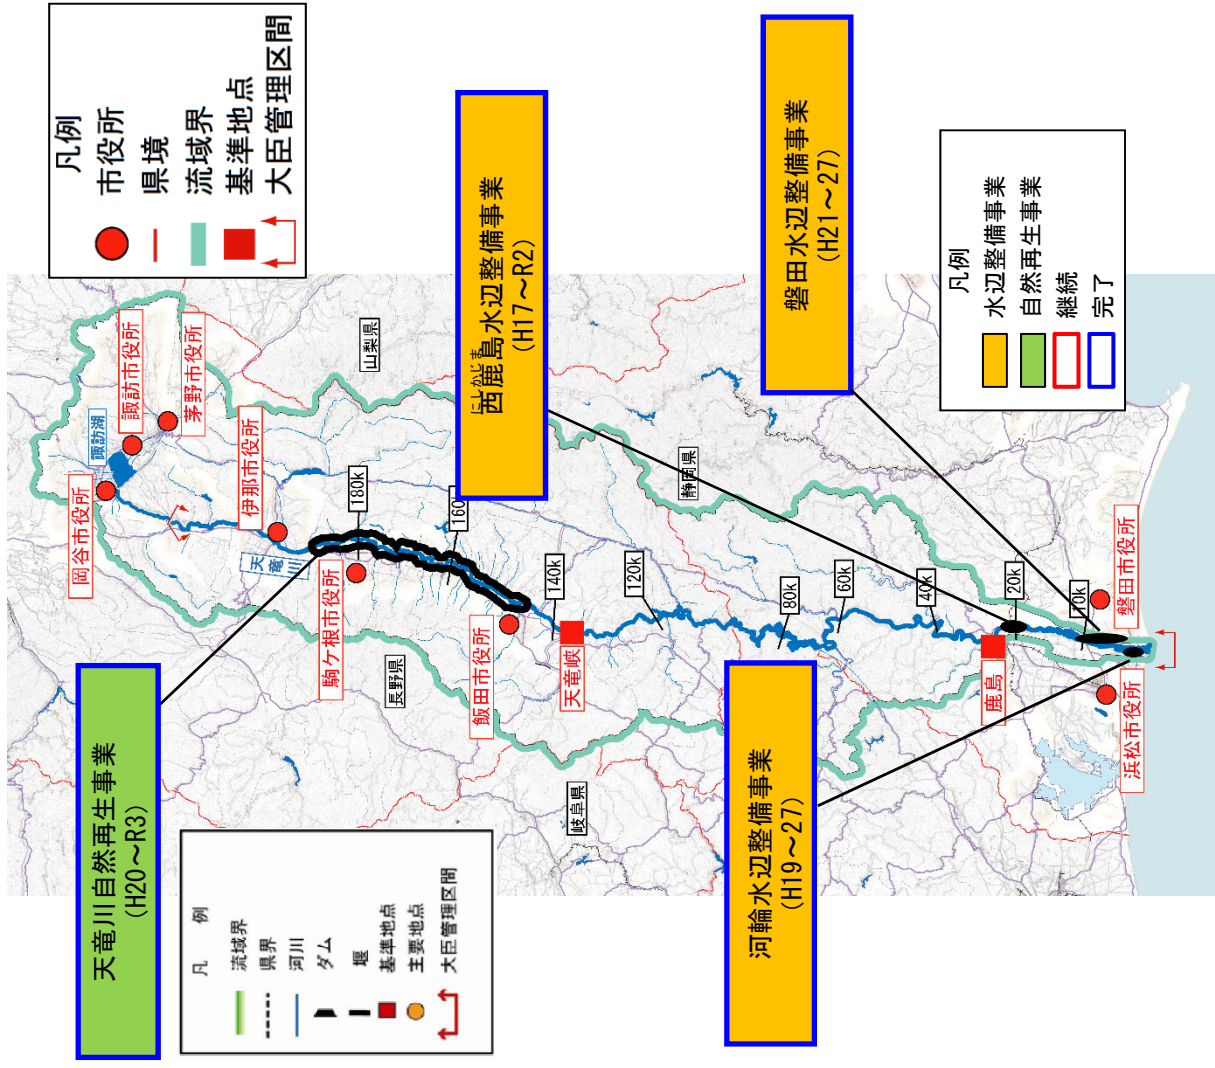 凡例
市役所
県境
流域界
基準地点
大臣管理区間
西鹿島水辺整備事業
にしかじま
(H17～R2)
磐田水辺整備事業
(H21～27)
凡例
水辺整備事業
自然再生事業
継続
完了
天竜川自然再生事業
(H20～R3)
凡 例
流域界
県界
河川
ダム
堰
基準地点
主要地点
大臣管理区間
河輪水辺整備事業
(H19～27)
岡谷市役所
諏訪湖
諏訪市役所
茅野市役所
伊那市役所
天竜川
駒ケ根市役所
飯田市役所
天竜峡
鹿島
浜松市役所
磐田市役所
山梨県
静岡県
長野県
岐阜県
180k
160
140k
120k
80k
60k
40k
20k
10k